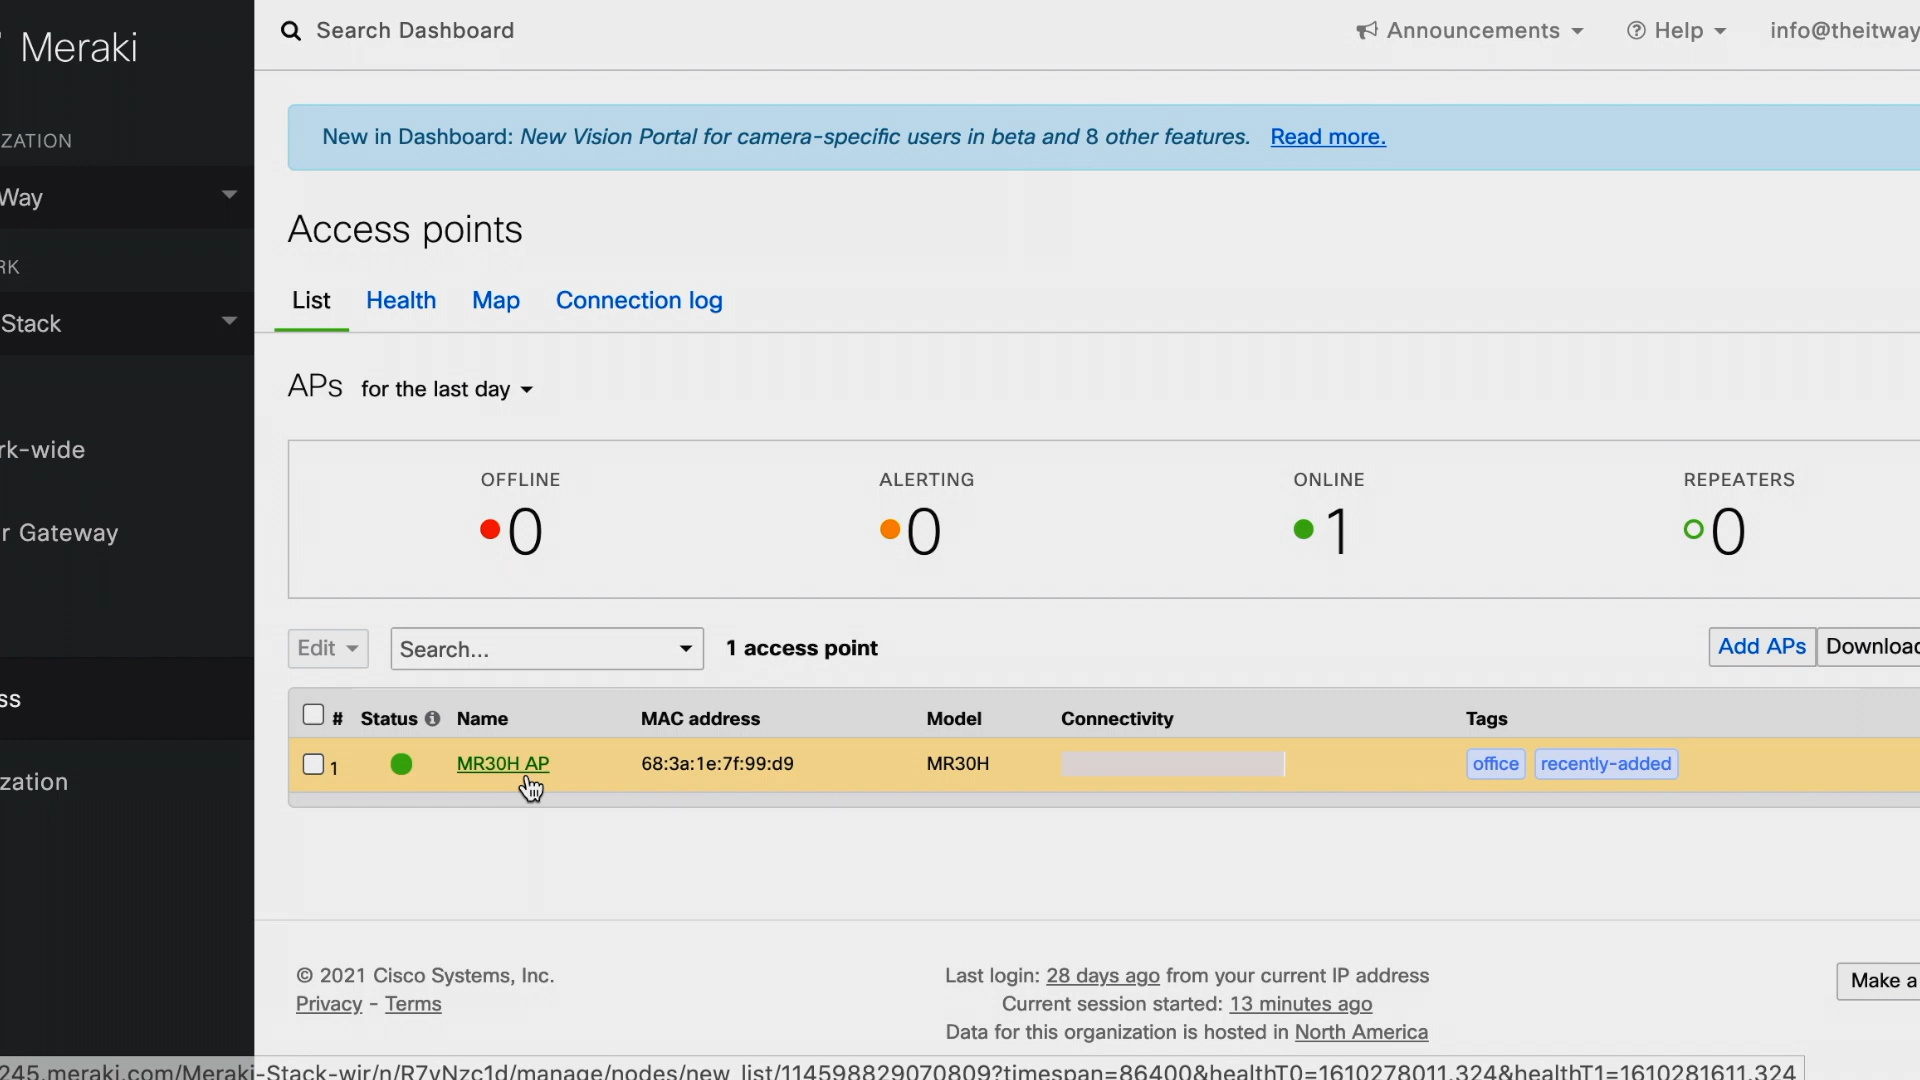 Meraki
Search Dashboard
Announcements
Help
info@theitway
ZATION
Way
RK
Stack
rk-wide
r Gateway
ss
zation
New in Dashboard: New Vision Portal for camera-specific users in beta and 8 other features. Read more.
Access points
List Health Map Connection log
APs for the last day
OFFLINE ALERTING ONLINE REPEATERS
0 0 1 0
Edit Search... 1 access point Add APs Download
# Status Name MAC address Model Connectivity Tags
1 MR30H AP 68:3a:1e:7f:99:d9 MR30H office recently-added
© 2021 Cisco Systems, Inc.
Privacy - Terms
Last login: 28 days ago from your current IP address
Current session started: 13 minutes ago
Data for this organization is hosted in North America
Make a
245.meraki.com/Meraki-Stack-wir/n/R7vNzc1d/manage/nodes/new_list/114598829070809?timespan=86400&healthT0=1610278011.324&healthT1=1610281611.324